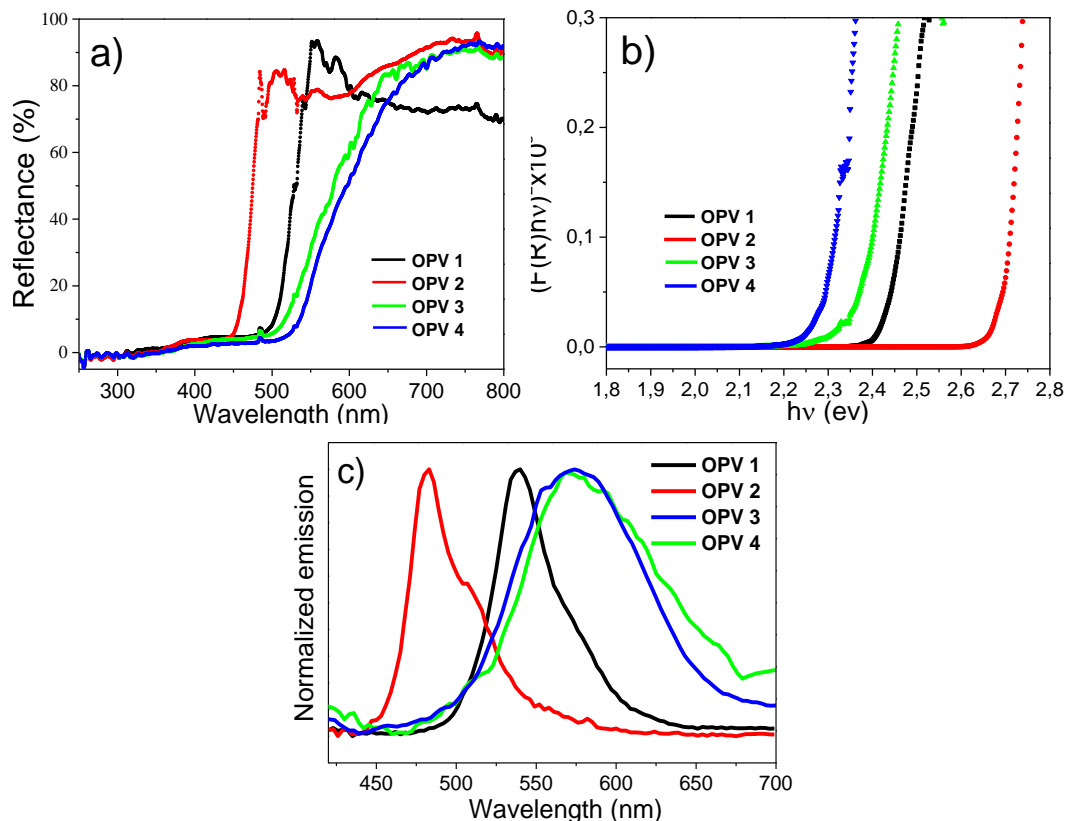 a)
Reflectance (%)
100
80
60
40
20
0
OPV 1
OPV 2
OPV 3
OPV 4
300 400 500 600 700 800
Wavelength (nm)
b)
0,3
0,2
0,1
0,0
OPV 1
OPV 2
OPV 3
OPV 4
1,8 1,9 2,0 2,1 2,2 2,3 2,4 2,5 2,6 2,7 2,8
hν (ev)
c)
Normalized emission
OPV 1
OPV 2
OPV 3
OPV 4
450 500 550 600 650 700
Wavelength (nm)